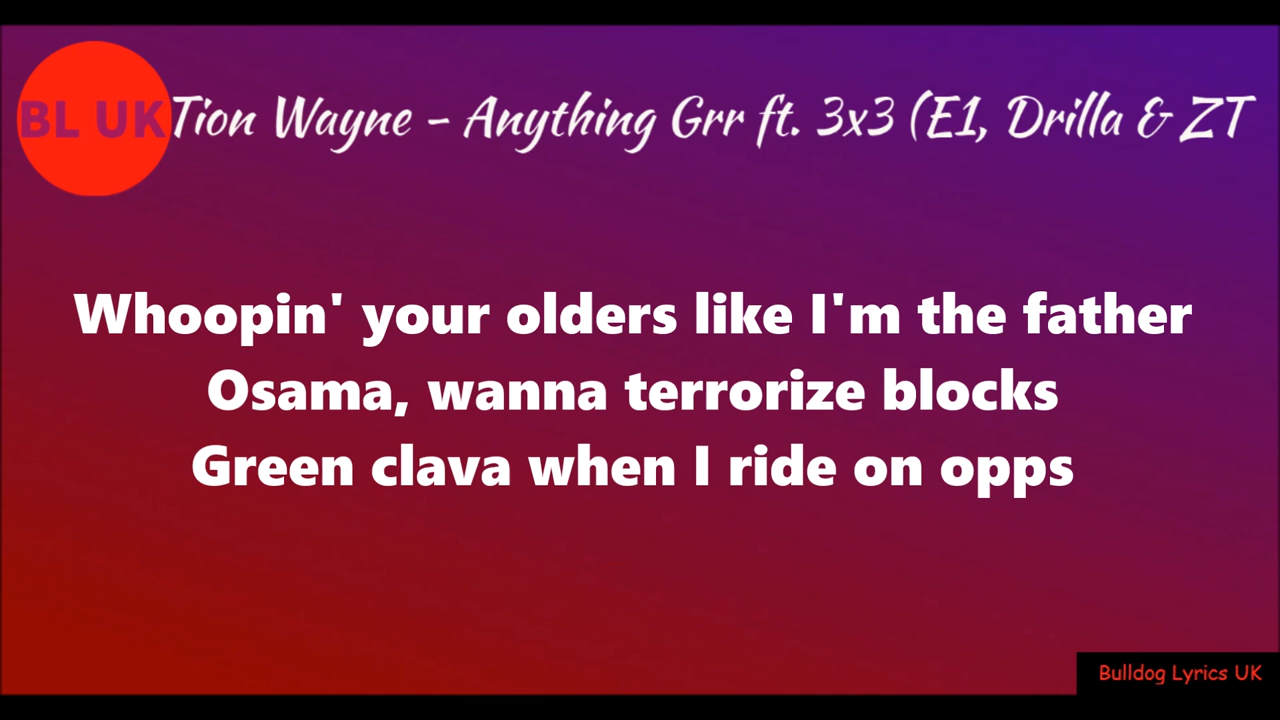 BL UK
Tion Wayne - Anything Grr ft. 3x3 (E1, Drilla & ZT
Whoopin' your olders like I'm the father
Osama, wanna terrorize blocks
Green clava when I ride on opps
Bulldog Lyrics UK